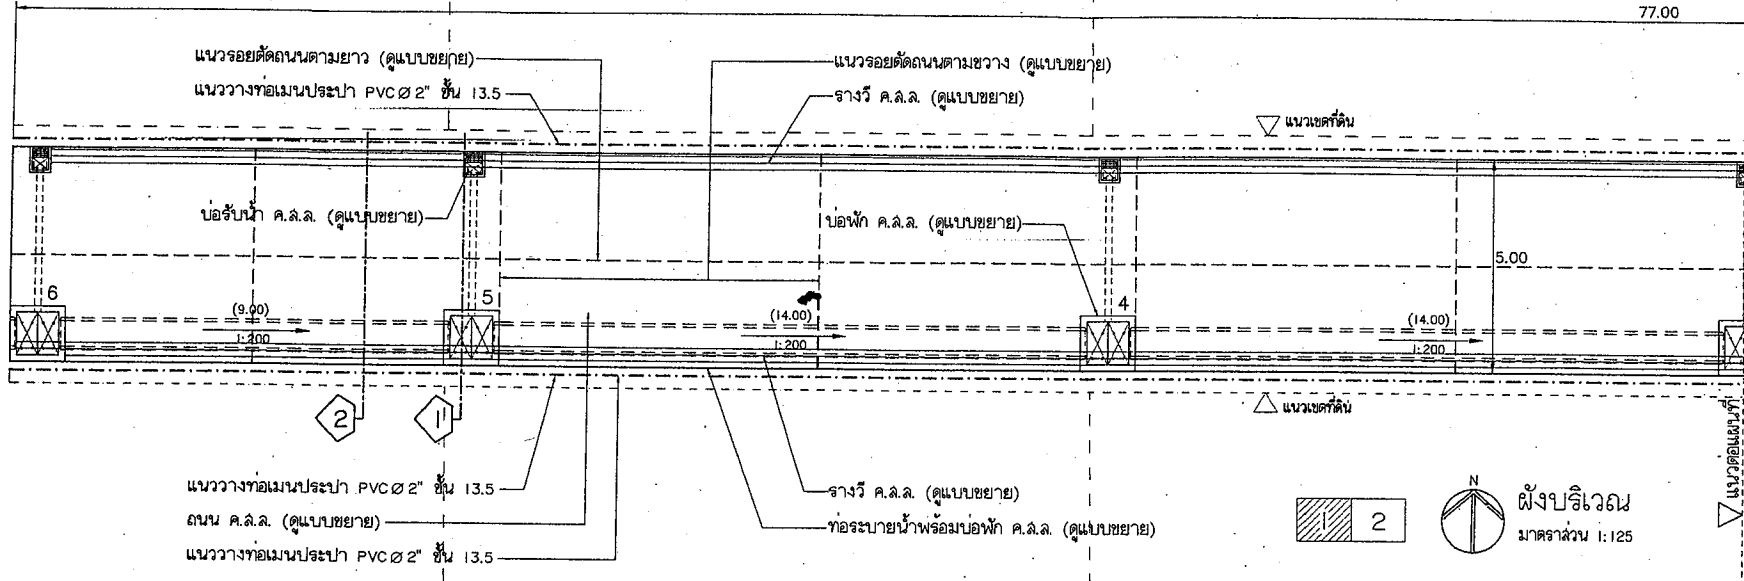 77.00
แนวรอยตัดถนนตามยาว (ดูแบบขยาย)
แนวรอยตัดถนนตามขวาง (ดูแบบขยาย)
แนววางท่อเมนประปา PVC Ø 2" ชั้น 13.5
รางวี ค.ส.ล. (ดูแบบขยาย)
แนวเขตที่ดิน
บ่อรับน้ำ ค.ส.ล. (ดูแบบขยาย)
บ่อพัก ค.ส.ล. (ดูแบบขยาย)
5.00
6
5
4
(9.00)
1:200
(14.00)
1:200
(14.00)
1:200
2
1
แนวเขตที่ดิน
แนวต่อแผ่นที่
แนววางท่อเมนประปา PVC Ø 2" ชั้น 13.5
รางวี ค.ส.ล. (ดูแบบขยาย)
ถนน ค.ส.ล. (ดูแบบขยาย)
ท่อระบายน้ำพร้อมบ่อพัก ค.ส.ล. (ดูแบบขยาย)
แนววางท่อเมนประปา PVC Ø 2" ชั้น 13.5
1 2
N
ผังบริเวณ
มาตราส่วน 1:125